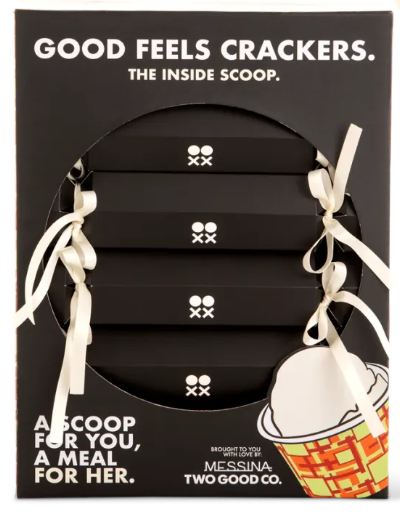 GOOD FEELS CRACKERS.
THE INSIDE SCOOP.
A SCOOP
FOR YOU,
A MEAL
FOR HER.
BROUGHT TO YOU
WITH LOVE BY:
MESSINA
TWO GOOD CO.